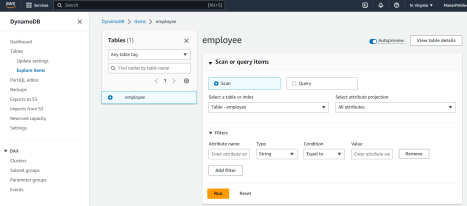 aws
Services
Search
[Alt+S]
N. Virginia
DynamoDB
Dashboard
Tables
Update settings
Explore items
PartiQL editor
Backups
Exports to S3
Imports from S3
Reserved capacity
Settings
DAX
Clusters
Subnet groups
Parameter groups
Events
DynamoDB > Items > employee
Tables (1)
Any table tag
Find tables by table name
1
employee
employee
Autopreview
View table details
Scan or query items
Scan
Query
Select a table or index
Select attribute projection
Table - employee
All attributes
Filters
Attribute name
Type
Condition
Value
Enter attribute na
String
Equal to
Enter attribute va
Remove
Add filter
Run
Reset